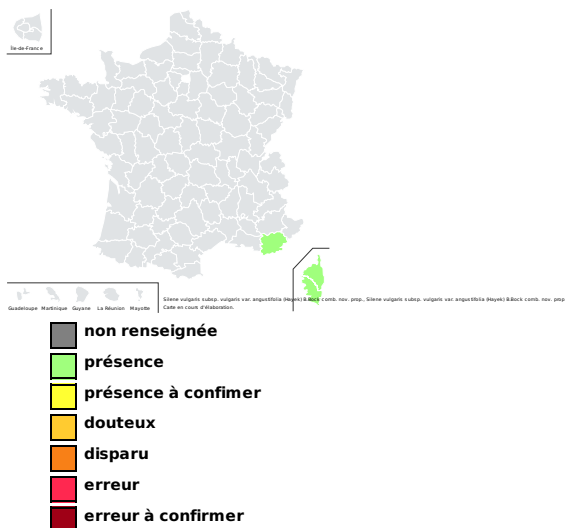 Île-de-France
Guadeloupe Martinique Guyane La Réunion Mayotte
Silene vulgaris subsp. vulgaris var. angustifolia (Hayek) B.Bock comb. nov. prop., Silene vulgaris subsp. vulgaris var. angustifolia (Hayek) B.Bock comb. nov. prop
Carte en cours d'élaboration.
non renseignée
présence
présence à confimer
douteux
disparu
erreur
erreur à confirmer